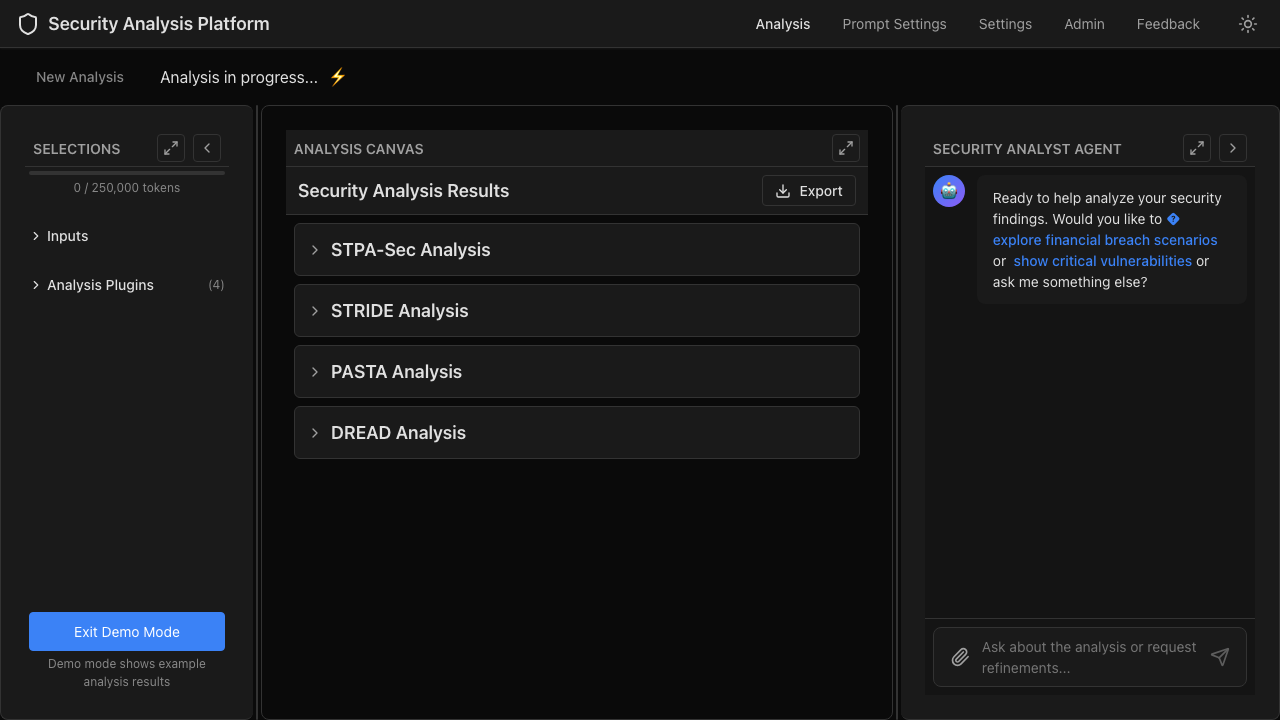 Security Analysis Platform
Analysis
Prompt Settings
Settings
Admin
Feedback
New Analysis
Analysis in progress... ⚡
SELECTIONS
0 / 250,000 tokens
Inputs
Analysis Plugins (4)
Exit Demo Mode
Demo mode shows example
analysis results
ANALYSIS CANVAS
Security Analysis Results
Export
STPA-Sec Analysis
STRIDE Analysis
PASTA Analysis
DREAD Analysis
SECURITY ANALYST AGENT
Ready to help analyze your security
findings. Would you like to �
explore financial breach scenarios
or show critical vulnerabilities or
ask me something else?
Ask about the analysis or request
refinements...